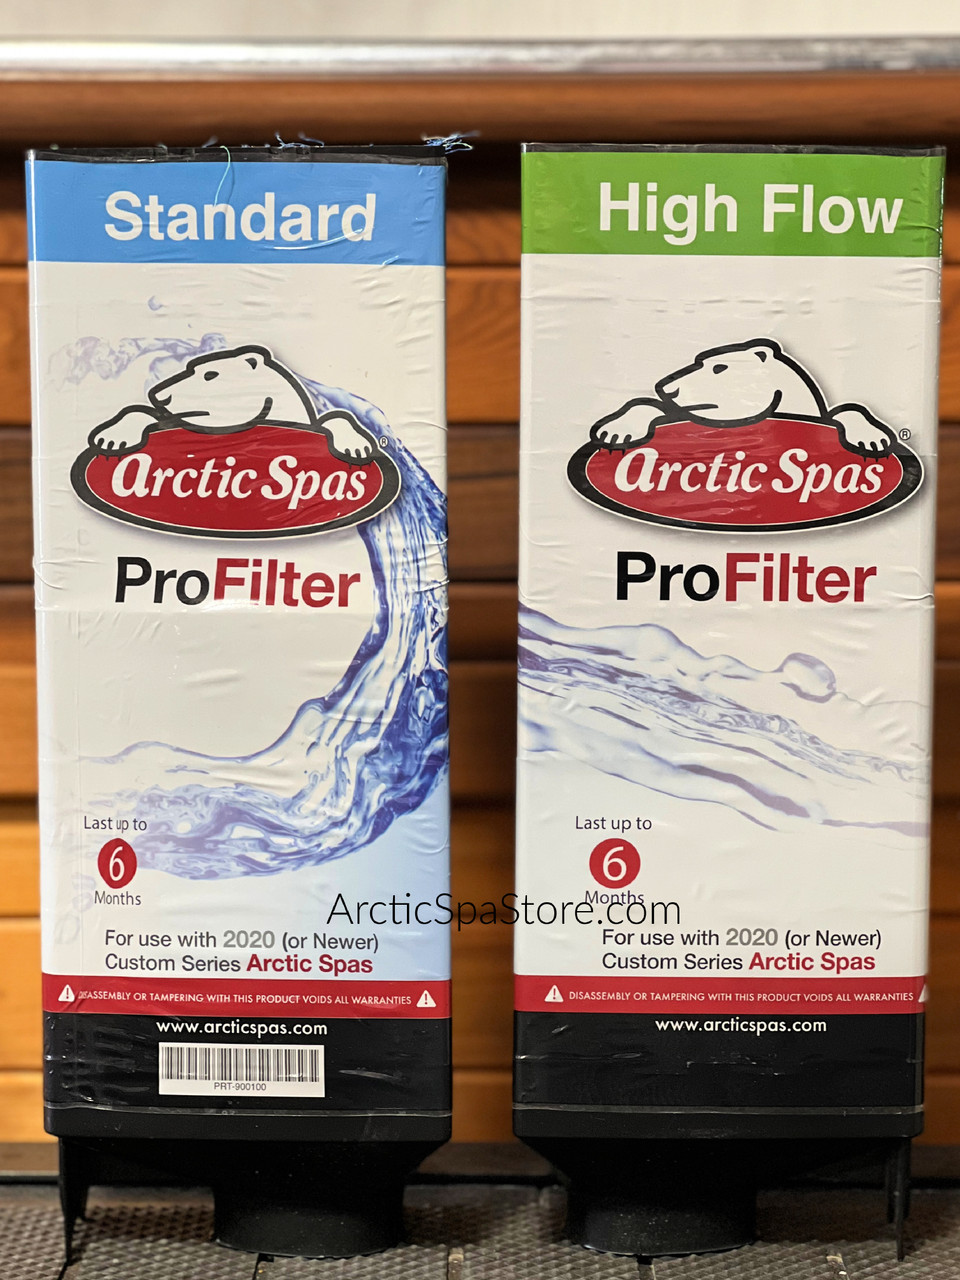 Standard
Arctic Spas
®
ProFilter
Last up to
6
Months
For use with 2020 (or Newer)
Custom Series Arctic Spas
DISASSEMBLY OR TAMPERING WITH THIS PRODUCT VOIDS ALL WARRANTIES
www.arcticspas.com
PRT-900100
High Flow
Arctic Spas
®
ProFilter
Last up to
6
Months
For use with 2020 (or Newer)
Custom Series Arctic Spas
DISASSEMBLY OR TAMPERING WITH THIS PRODUCT VOIDS ALL WARRANTIES
www.arcticspas.com
ArcticSpaStore.com